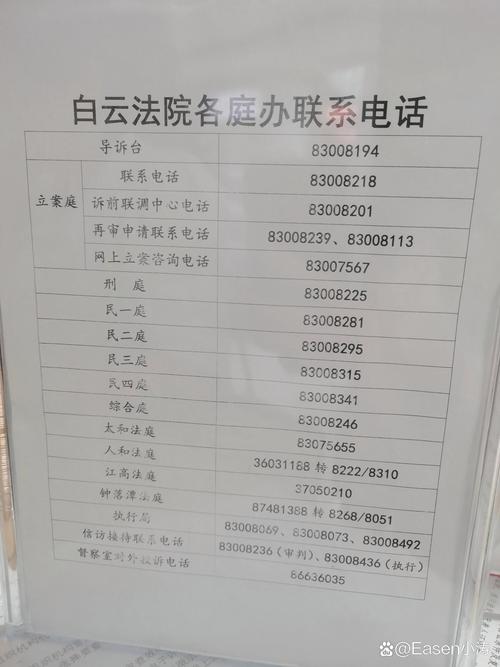 白云法院各庭办联系电话
导诉台 83008194
立案庭
联系电话 83008218
诉前联调中心电话 83008201
再审申请联系电话 83008239、83008113
网上立案咨询电话 83007567
刑 庭 83008225
民一庭 83008281
民二庭 83008295
民三庭 83008315
民四庭 83008341
综合庭 83008246
太和法庭 83075655
人和法庭 36031188 转 8222/8310
江高法庭 37050210
钟落潭法庭 87481388 转 8268/8051
执行局 83008069、83008073、83008492
信访接待联系电话 83008236（审判）、83008436（执行）
督察室对外投诉电话 86636035
@Easen小